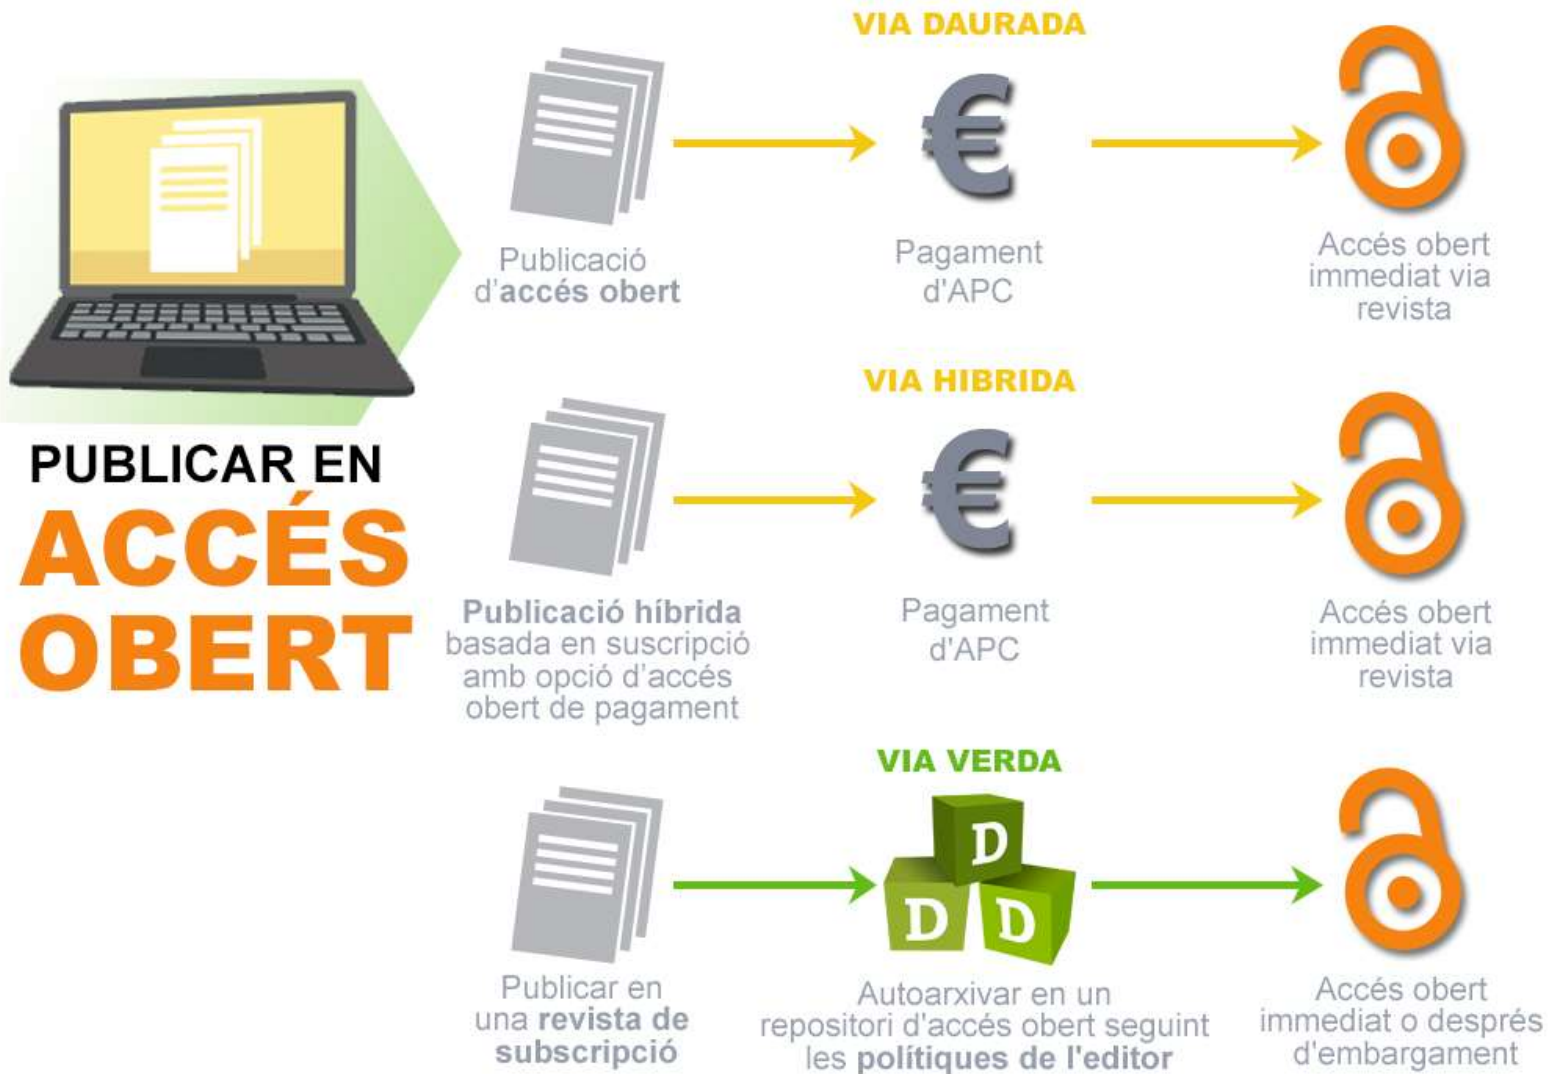 PUBLICAR EN
ACCÉS
OBERT
VIA DAURADA
Publicació
d'accés obert
Pagament
d'APC
Accés obert
immediat via
revista
VIA HIBRIDA
Publicació híbrida
basada en suscripció
amb opció d'accés
obert de pagament
Pagament
d'APC
Accés obert
immediat via
revista
VIA VERDA
D
D
D
Publicar en
una revista de
subscripció
Autoarxivar en un
repositori d'accés obert seguint
les polítiques de l'editor
Accés obert
immediat o després
d'embargament